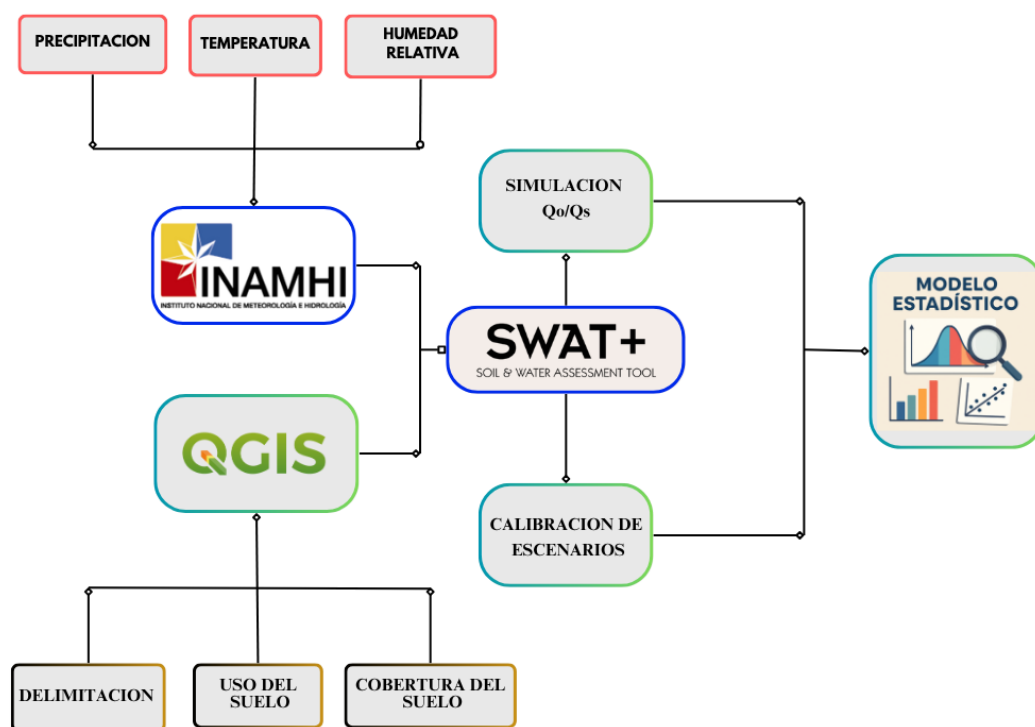 PRECIPITACION
TEMPERATURA
HUMEDAD
RELATIVA
INAMHI
INSTITUTO NACIONAL DE METEOROLOGÍA E HIDROLOGÍA
SIMULACION
Qo/Qs
MODELO
ESTADÍSTICO
SWAT+
SOIL & WATER ASSESSMENT TOOL
QGIS
CALIBRACION DE
ESCENARIOS
DELIMITACION
USO DEL
SUELO
COBERTURA DEL
SUELO